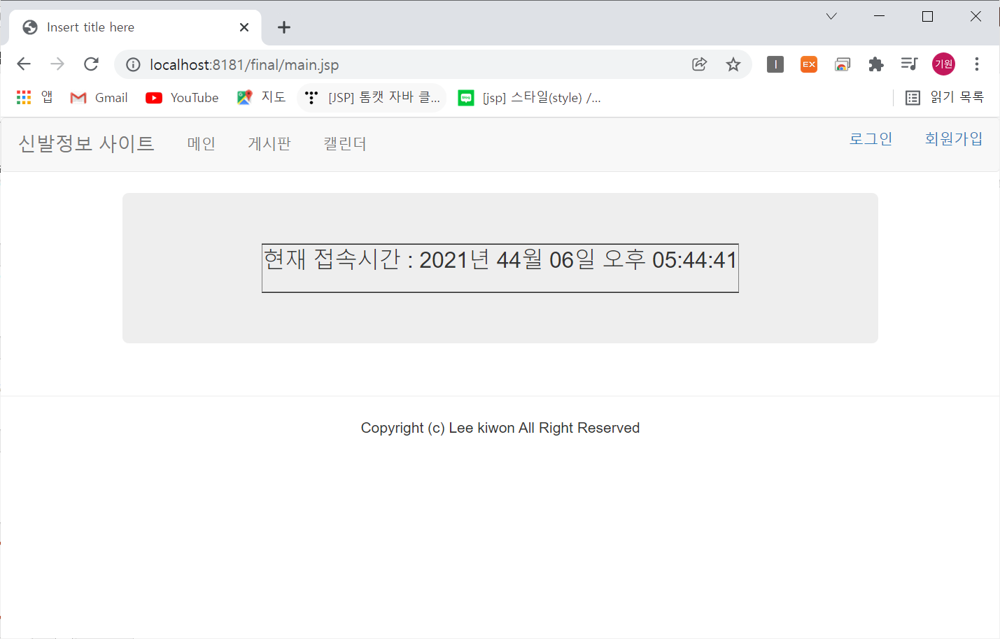 Insert title here
localhost:8181/final/main.jsp
EX
기원
앱 Gmail YouTube 지도 [JSP] 톰캣 자바 클... blog [jsp] 스타일(style) /... 읽기 목록
신발정보 사이트 메인 게시판 캘린더 로그인 회원가입
현재 접속시간 : 2021년 44월 06일 오후 05:44:41
Copyright (c) Lee kiwon All Right Reserved